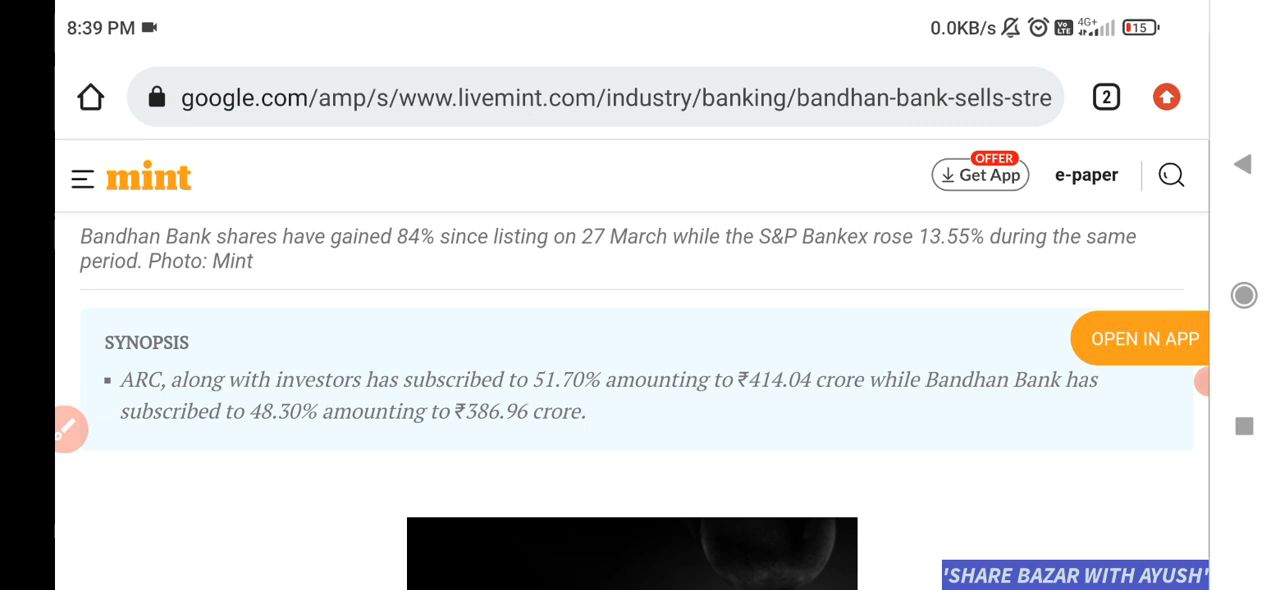 8:39 PM
0.0KB/s Vo LTE 4G+ 15
google.com/amp/s/www.livemint.com/industry/banking/bandhan-bank-sells-stre
2
mint
OFFER
Get App
e-paper
Bandhan Bank shares have gained 84% since listing on 27 March while the S&P Bankex rose 13.55% during the same
period. Photo: Mint
SYNOPSIS
OPEN IN APP
▪ ARC, along with investors has subscribed to 51.70% amounting to ₹414.04 crore while Bandhan Bank has
subscribed to 48.30% amounting to ₹386.96 crore.
'SHARE BAZAR WITH AYUSH'